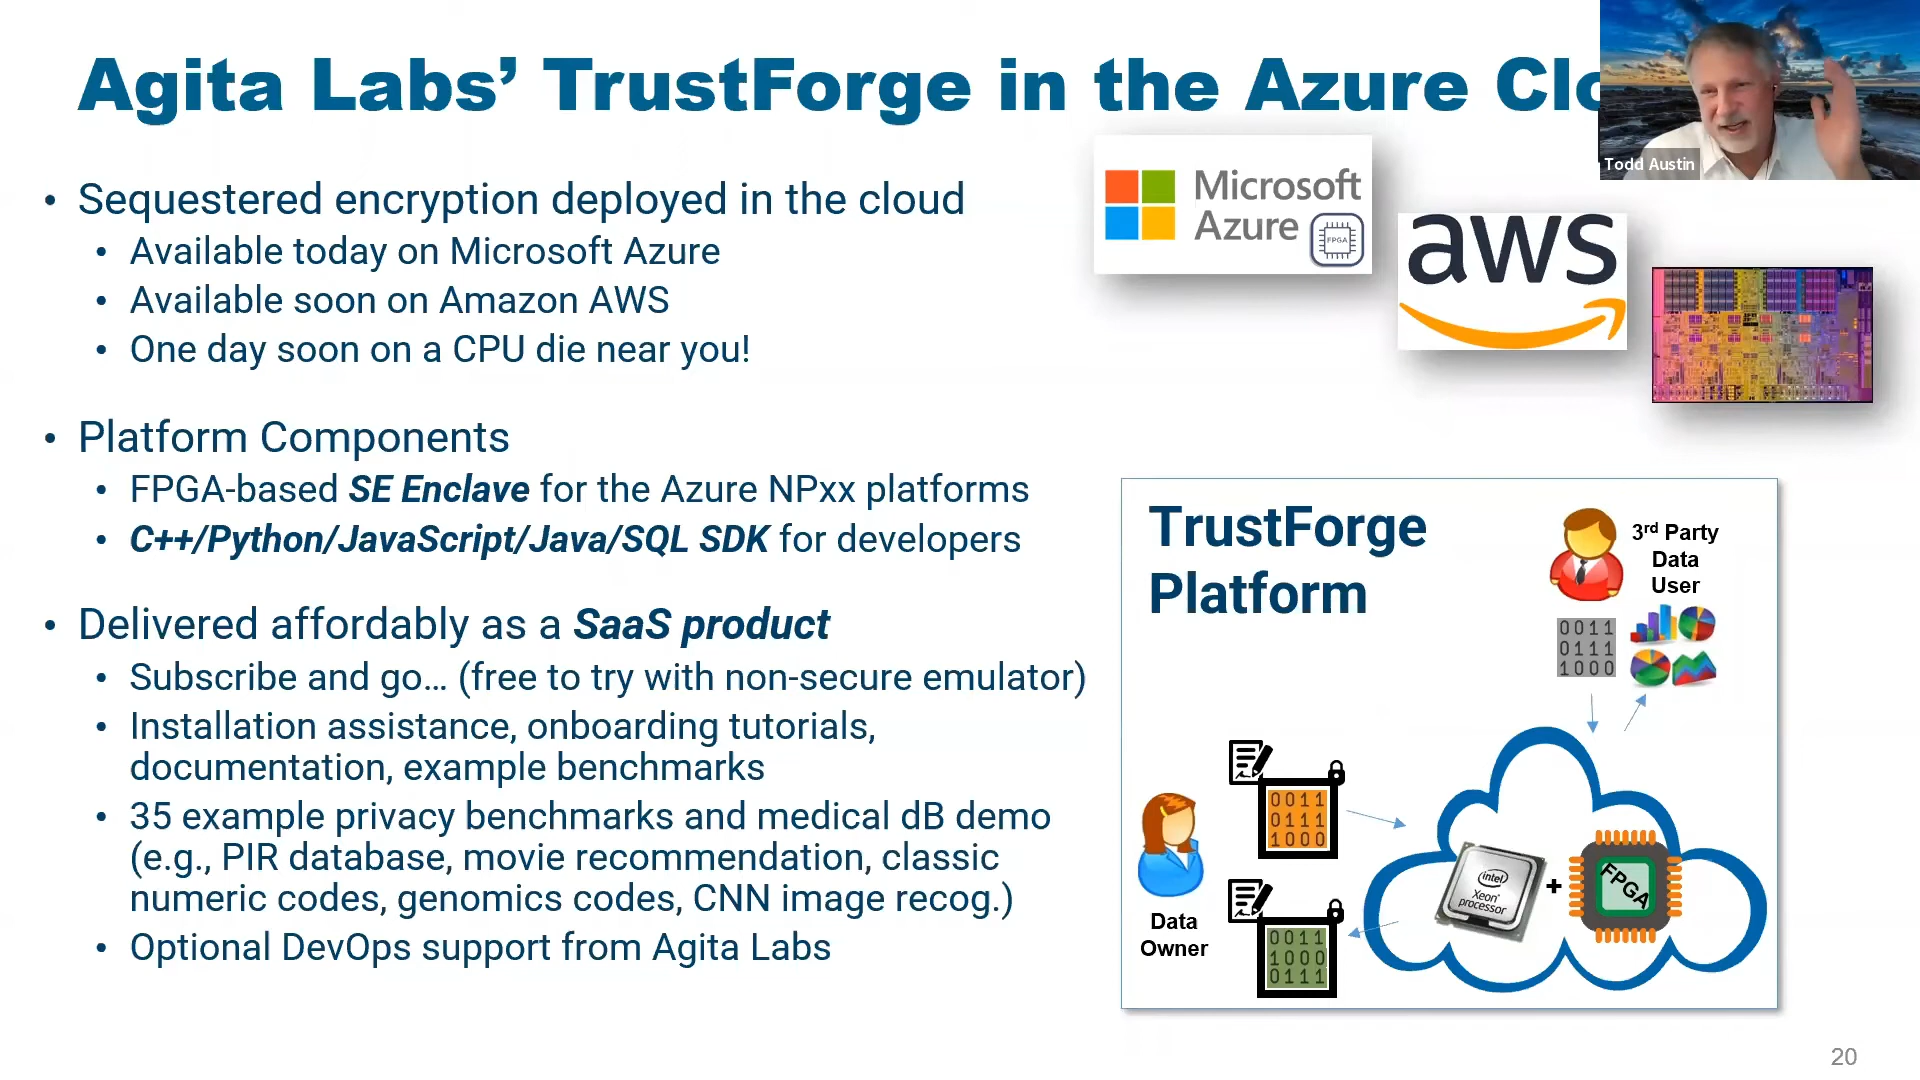 Agita Labs’ TrustForge in the Azure Clo
Todd Austin
• Sequestered encryption deployed in the cloud
• Available today on Microsoft Azure
• Available soon on Amazon AWS
• One day soon on a CPU die near you!
Microsoft
Azure
FPGA
aws
• Platform Components
• FPGA-based SE Enclave for the Azure NPxx platforms
• C++/Python/JavaScript/Java/SQL SDK for developers
• Delivered affordably as a SaaS product
• Subscribe and go… (free to try with non-secure emulator)
• Installation assistance, onboarding tutorials,
documentation, example benchmarks
• 35 example privacy benchmarks and medical dB demo
(e.g., PIR database, movie recommendation, classic
numeric codes, genomics codes, CNN image recog.)
• Optional DevOps support from Agita Labs
TrustForge
Platform
3rd Party
Data
User
0011
0111
1000
0011
0111
1000
Data
Owner
0011
1000
0111
intel
Xeon®
processor
+
FPGA
20